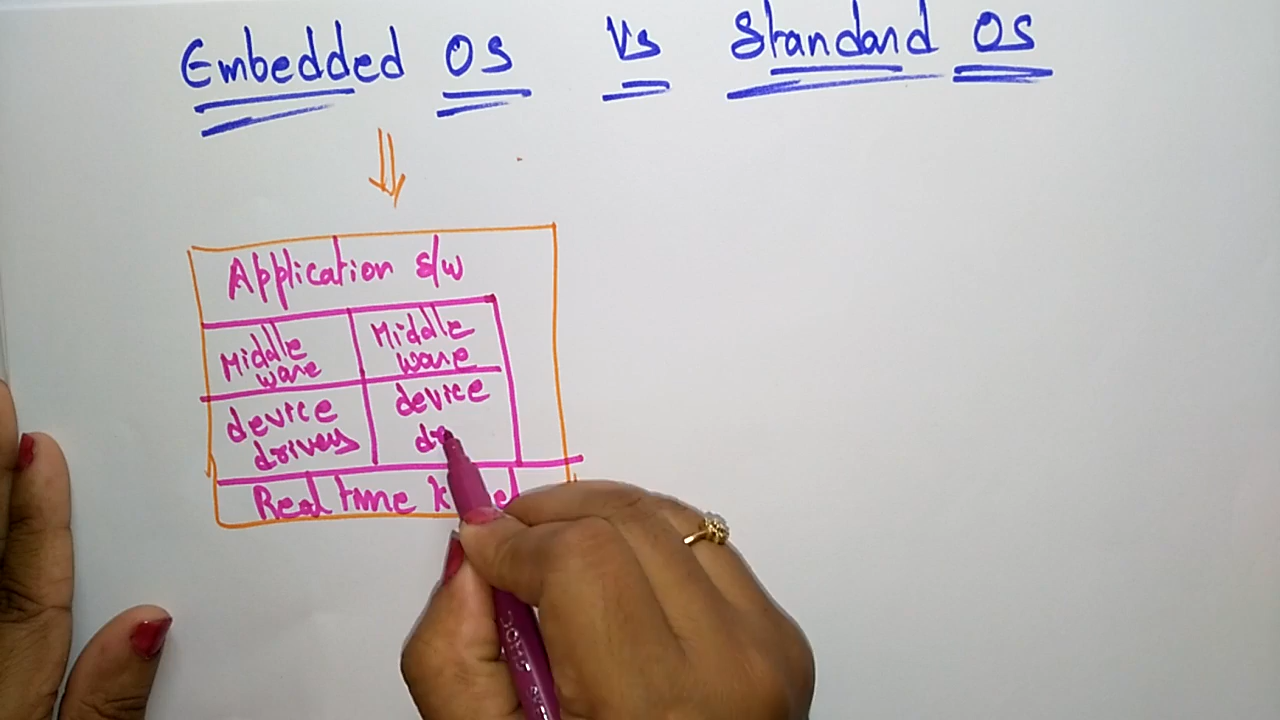 Embedded OS Vs Standard OS
Application s/w
Middle ware Middle ware
device drivers device
Real time